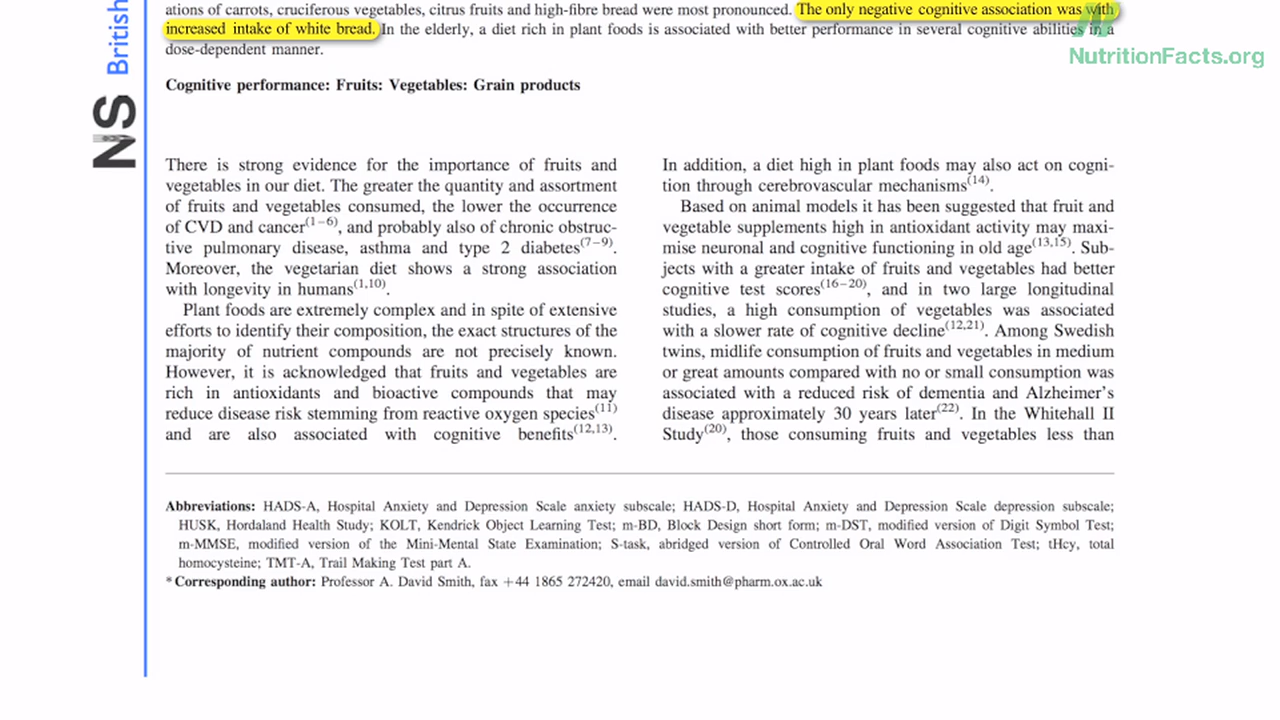 ations of carrots, cruciferous vegetables, citrus fruits and high-fibre bread were most pronounced. The only negative cognitive association was with
increased intake of white bread. In the elderly, a diet rich in plant foods is associated with better performance in several cognitive abilities in a
dose-dependent manner.
NutritionFacts.org
British
NS
Cognitive performance: Fruits: Vegetables: Grain products
There is strong evidence for the importance of fruits and
vegetables in our diet. The greater the quantity and assortment
of fruits and vegetables consumed, the lower the occurrence
of CVD and cancer(1–6), and probably also of chronic obstruc-
tive pulmonary disease, asthma and type 2 diabetes(7–9).
Moreover, the vegetarian diet shows a strong association
with longevity in humans(1,10).
Plant foods are extremely complex and in spite of extensive
efforts to identify their composition, the exact structures of the
majority of nutrient compounds are not precisely known.
However, it is acknowledged that fruits and vegetables are
rich in antioxidants and bioactive compounds that may
reduce disease risk stemming from reactive oxygen species(11)
and are also associated with cognitive benefits(12,13).
In addition, a diet high in plant foods may also act on cogni-
tion through cerebrovascular mechanisms(14).
Based on animal models it has been suggested that fruit and
vegetable supplements high in antioxidant activity may maxi-
mise neuronal and cognitive functioning in old age(13,15). Sub-
jects with a greater intake of fruits and vegetables had better
cognitive test scores(16–20), and in two large longitudinal
studies, a high consumption of vegetables was associated
with a slower rate of cognitive decline(12,21). Among Swedish
twins, midlife consumption of fruits and vegetables in medium
or great amounts compared with no or small consumption was
associated with a reduced risk of dementia and Alzheimer's
disease approximately 30 years later(22). In the Whitehall II
Study(20), those consuming fruits and vegetables less than
Abbreviations: HADS-A, Hospital Anxiety and Depression Scale anxiety subscale; HADS-D, Hospital Anxiety and Depression Scale depression subscale;
HUSK, Hordaland Health Study; KOLT, Kendrick Object Learning Test; m-BD, Block Design short form; m-DST, modified version of Digit Symbol Test;
m-MMSE, modified version of the Mini-Mental State Examination; S-task, abridged version of Controlled Oral Word Association Test; tHcy, total
homocysteine; TMT-A, Trail Making Test part A.
* Corresponding author: Professor A. David Smith, fax +44 1865 272420, email david.smith@pharm.ox.ac.uk